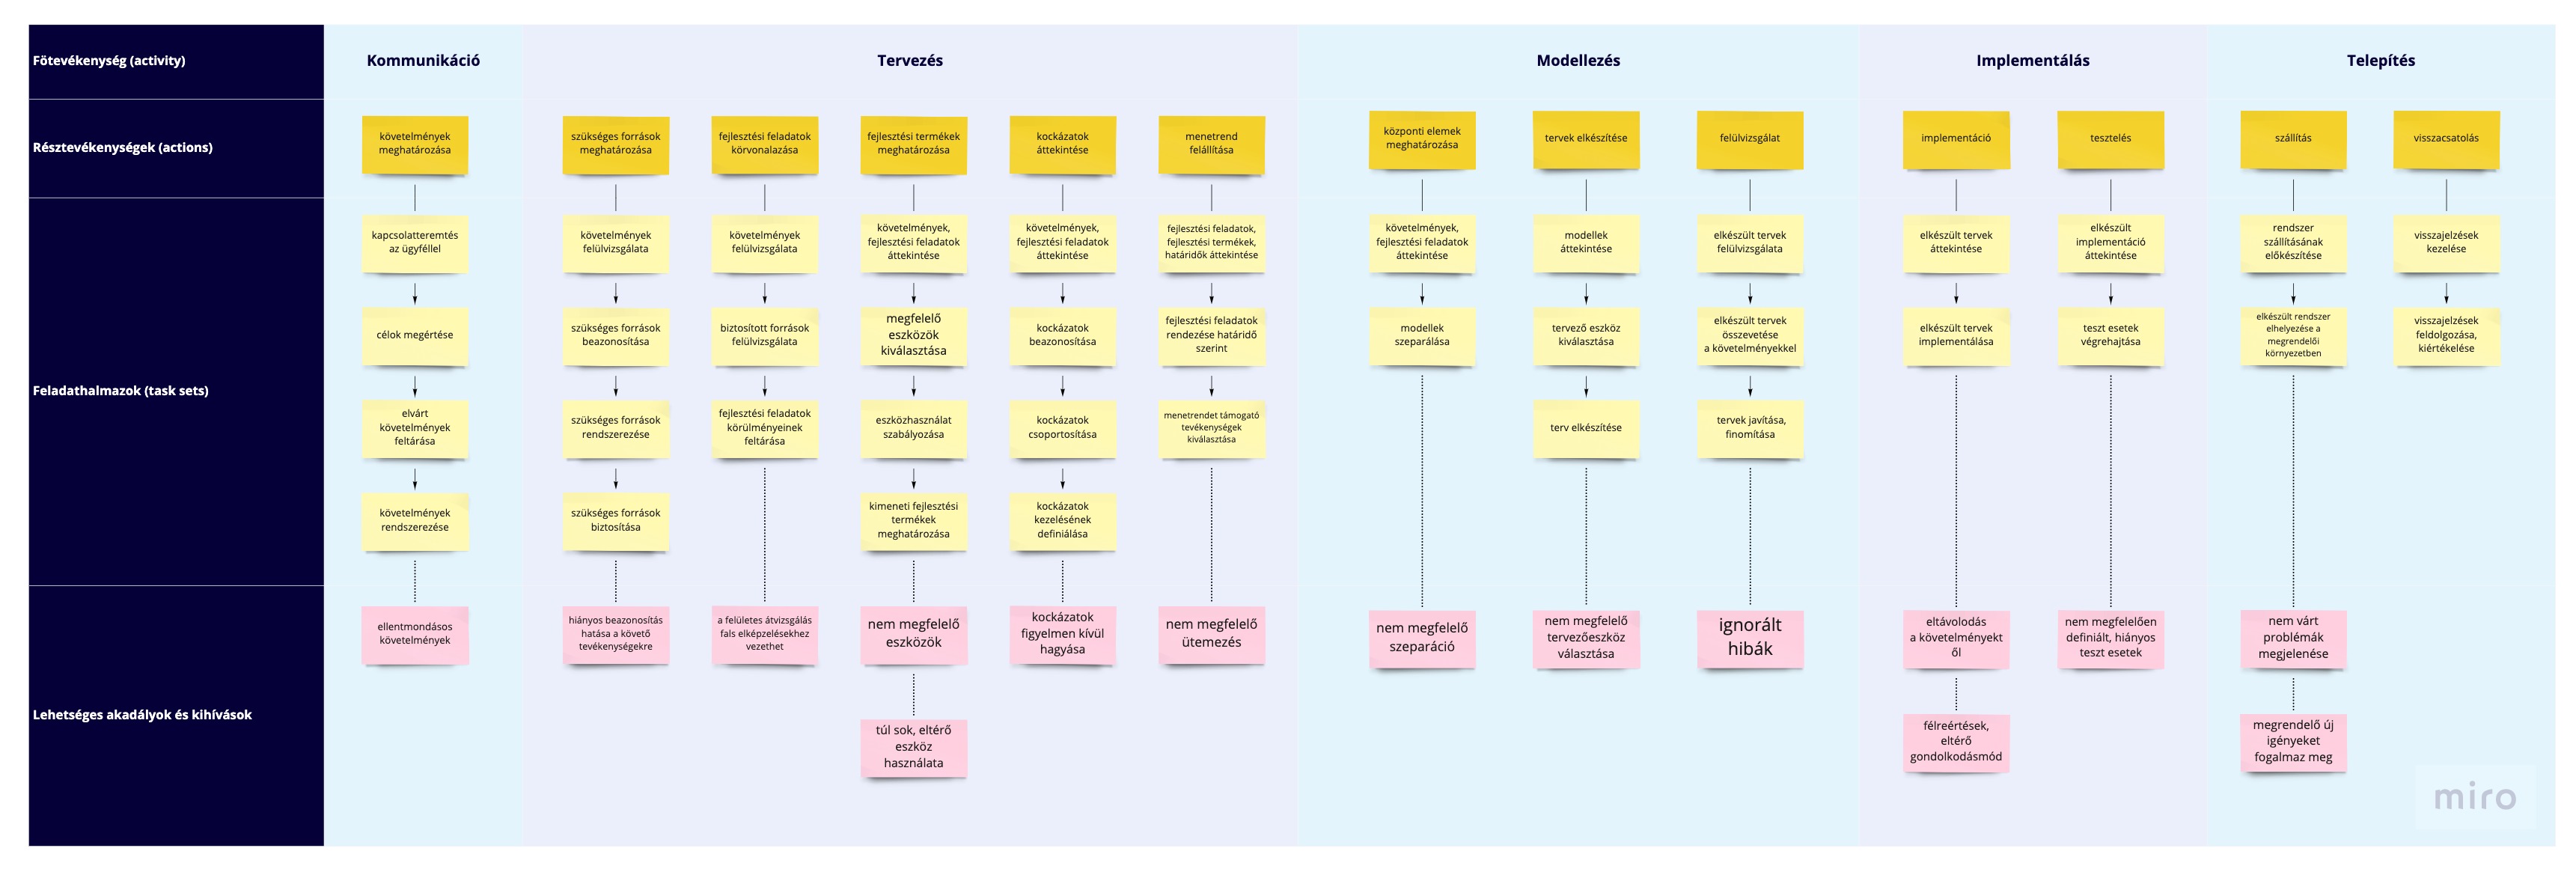 Fötevékenység (activity)
Kommunikáció
Tervezés
Modellezés
Implementálás
Telepítés
Résztevékenységek (actions)
követelmények
meghatározása
szükséges források
meghatározása
fejlesztési feladatok
körvonalazása
fejlesztési termékek
meghatározása
kockázatok
áttekintése
menetrend
felállítása
központi elemek
meghatározása
tervek elkészítése
felülvizsgálat
implementáció
tesztelés
szállítás
visszacsatolás
Feladathalmazok (task sets)
kapcsolatteremtés
az ügyféllel
követelmények
felülvizsgálata
követelmények
felülvizsgálata
követelmények,
fejlesztési feladatok
áttekintése
követelmények,
fejlesztési feladatok
áttekintése
fejlesztési feladatok,
fejlesztési termékek,
határidők áttekintése
követelmények,
fejlesztési feladatok
áttekintése
modellek
áttekintése
elkészült tervek
felülvizsgálata
elkészült tervek
áttekintése
elkészült
implementáció
áttekintése
rendszer
szállításának
előkészítése
visszajelzések
kezelése
célok megértése
szükséges források
beazonosítása
biztosított források
felülvizsgálata
megfelelő
eszközök
kiválasztása
kockázatok
beazonosítása
fejlesztési feladatok
rendezése határidő
szerint
modellek
szeparálása
tervező eszköz
kiválasztása
elkészült tervek
összevetése
a követelményekkel
elkészült tervek
implementálása
teszt esetek
végrehajtása
elkészült rendszer
elhelyezése a
megrendelői
környezetben
visszajelzések
feldolgozása,
kiértékelése
elvárt
követelmények
feltárása
szükséges források
rendszerezése
fejlesztési feladatok
körülményeinek
feltárása
eszközhasználat
szabályozása
kockázatok
csoportosítása
menetrendet támogató
tevékenységek
kiválasztása
terv elkészítése
tervek javítása,
finomítása
követelmények
rendszerezése
szükséges források
biztosítása
kimeneti fejlesztési
termékek
meghatározása
kockázatok
kezelésének
definiálása
Lehetséges akadályok és kihívások
ellentmondásos
követelmények
hiányos beazonosítás
hatása a követő
tevékenységekre
a felületes átvizsgálás
fals elképzelésekhez
vezethet
nem megfelelő
eszközök
kockázatok
figyelmen kívül
hagyása
nem megfelelő
ütemezés
nem megfelelő
szeparáció
nem megfelelő
tervezőeszköz
választása
ignorált
hibák
eltávolodás
a követelményekt
ől
nem megfelelően
definiált, hiányos
teszt esetek
nem várt
problémák
megjelenése
túl sok, eltérő
eszköz
használata
félreértések,
eltérő
gondolkodásmód
megrendelő új
igényeket
fogalmaz meg
miro